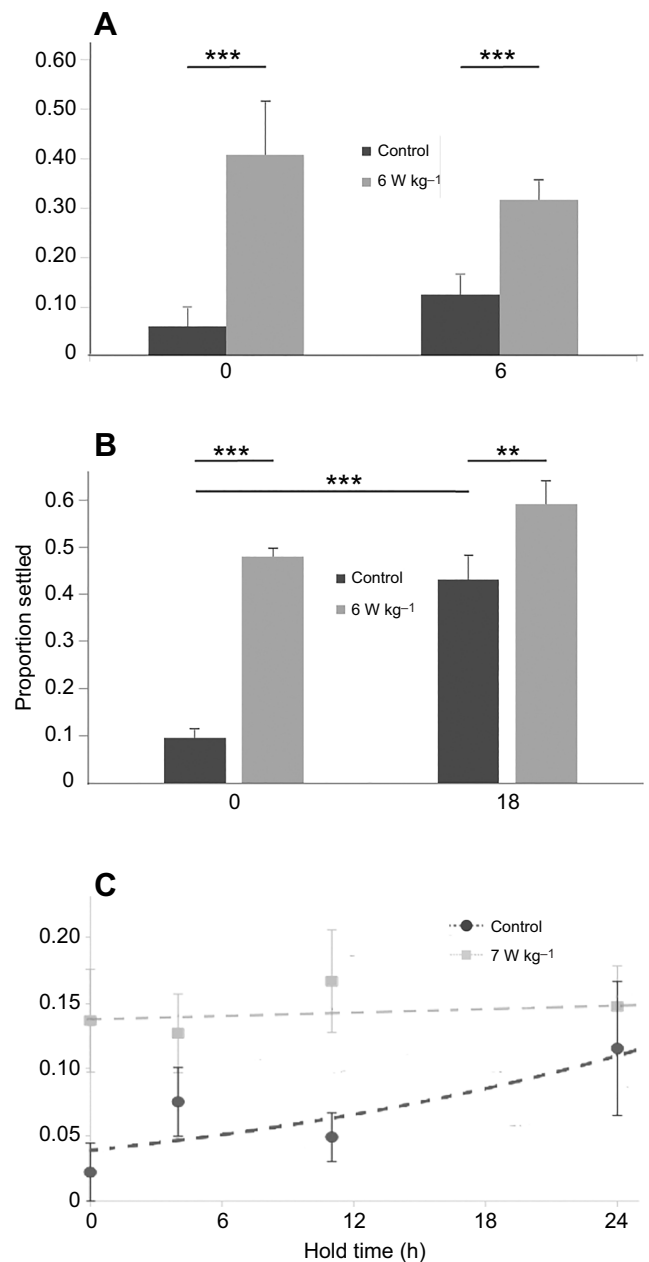 A
0.60
*** ***
0.50
0.40
Control
6 W kg⁻¹
0.30
0.20
0.10
0
0 6
B
*** **
***
0.6
0.5
0.4
0.3
0.2
0.1
0
Control
6 W kg⁻¹
Proportion settled
0 18
C
Control
7 W kg⁻¹
0.20
0.15
0.10
0.05
0
0 6 12 18 24
Hold time (h)